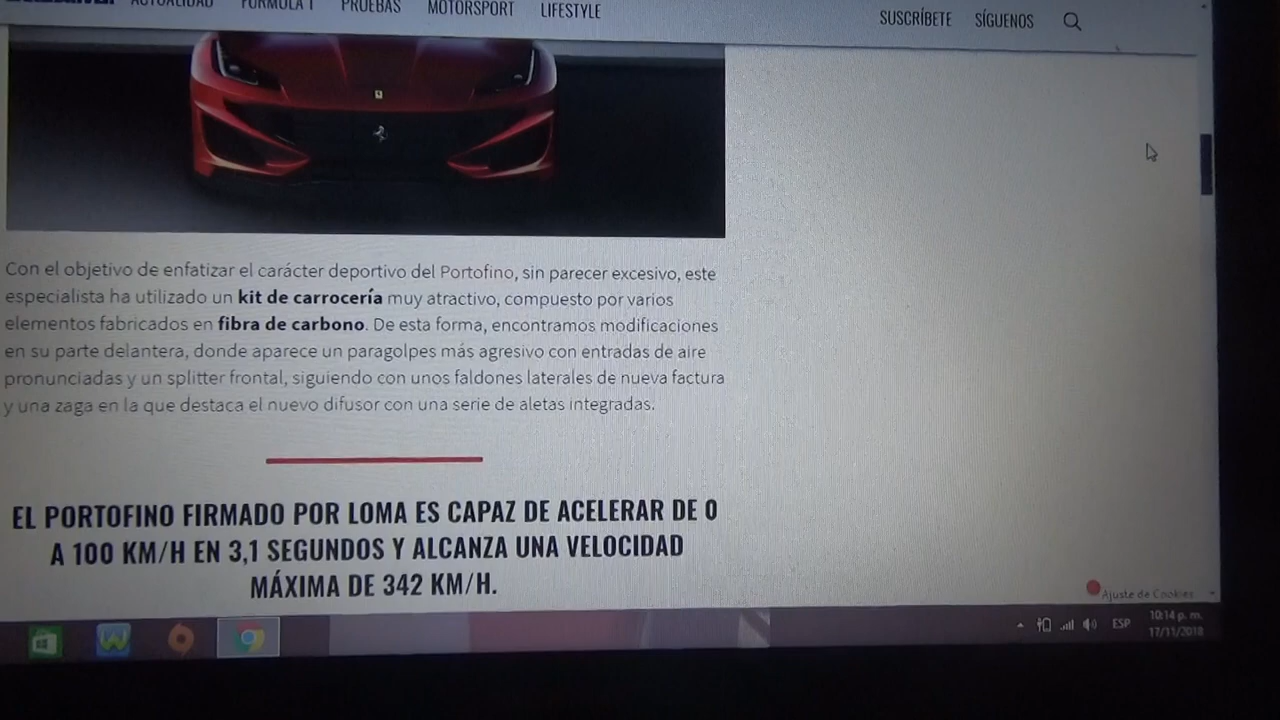 ACTUALIDAD FÓRMULA 1 PRUEBAS MOTORSPORT LIFESTYLE SUSCRÍBETE SÍGUENOS
Con el objetivo de enfatizar el carácter deportivo del Portofino, sin parecer excesivo, este
especialista ha utilizado un kit de carrocería muy atractivo, compuesto por varios
elementos fabricados en fibra de carbono. De esta forma, encontramos modificaciones
en su parte delantera, donde aparece un paragolpes más agresivo con entradas de aire
pronunciadas y un splitter frontal, siguiendo con unos faldones laterales de nueva factura
y una zaga en la que destaca el nuevo difusor con una serie de aletas integradas.
EL PORTOFINO FIRMADO POR LOMA ES CAPAZ DE ACELERAR DE 0
A 100 KM/H EN 3,1 SEGUNDOS Y ALCANZA UNA VELOCIDAD
MÁXIMA DE 342 KM/H.
Ajuste de Cookies
ESP
10:14 p. m.
17/11/2018